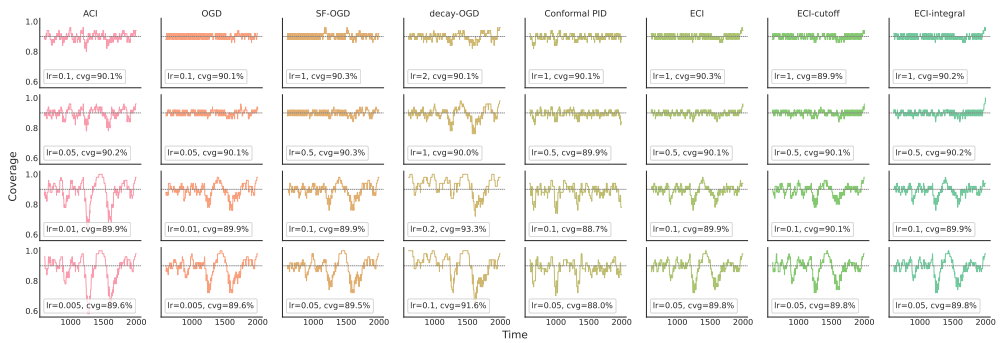 ACI OGD SF-OGD decay-OGD Conformal PID ECI ECI-cutoff ECI-integral
1.0
0.8
0.6
lr=0.1, cvg=90.1% lr=0.1, cvg=90.1% lr=1, cvg=90.3% lr=2, cvg=90.1% lr=1, cvg=90.1% lr=1, cvg=90.3% lr=1, cvg=89.9% lr=1, cvg=90.2%
1.0
0.8
0.6
lr=0.05, cvg=90.2% lr=0.05, cvg=90.1% lr=0.5, cvg=90.3% lr=1, cvg=90.0% lr=0.5, cvg=89.9% lr=0.5, cvg=90.1% lr=0.5, cvg=90.1% lr=0.5, cvg=90.2%
Coverage
1.0
0.8
0.6
lr=0.01, cvg=89.9% lr=0.01, cvg=89.9% lr=0.1, cvg=89.9% lr=0.2, cvg=93.3% lr=0.1, cvg=88.7% lr=0.1, cvg=89.9% lr=0.1, cvg=90.1% lr=0.1, cvg=89.9%
1.0
0.8
0.6
lr=0.005, cvg=89.6% lr=0.005, cvg=89.6% lr=0.05, cvg=89.5% lr=0.1, cvg=91.6% lr=0.05, cvg=88.0% lr=0.05, cvg=89.8% lr=0.05, cvg=89.8% lr=0.05, cvg=89.8%
1000 1500 2000 1000 1500 2000 1000 1500 2000 1000 1500 2000 1000 1500 2000 1000 1500 2000 1000 1500 2000 1000 1500 2000
Time